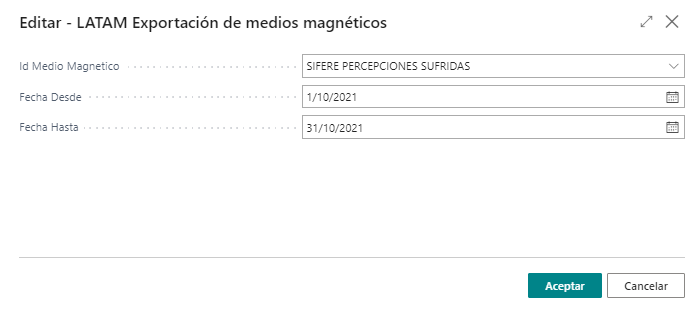 Editar - LATAM Exportación de medios magnéticos
Id Medio Magnetico SIFERE PERCEPCIONES SUFRIDAS
Fecha Desde 1/10/2021
Fecha Hasta 31/10/2021
Aceptar Cancelar